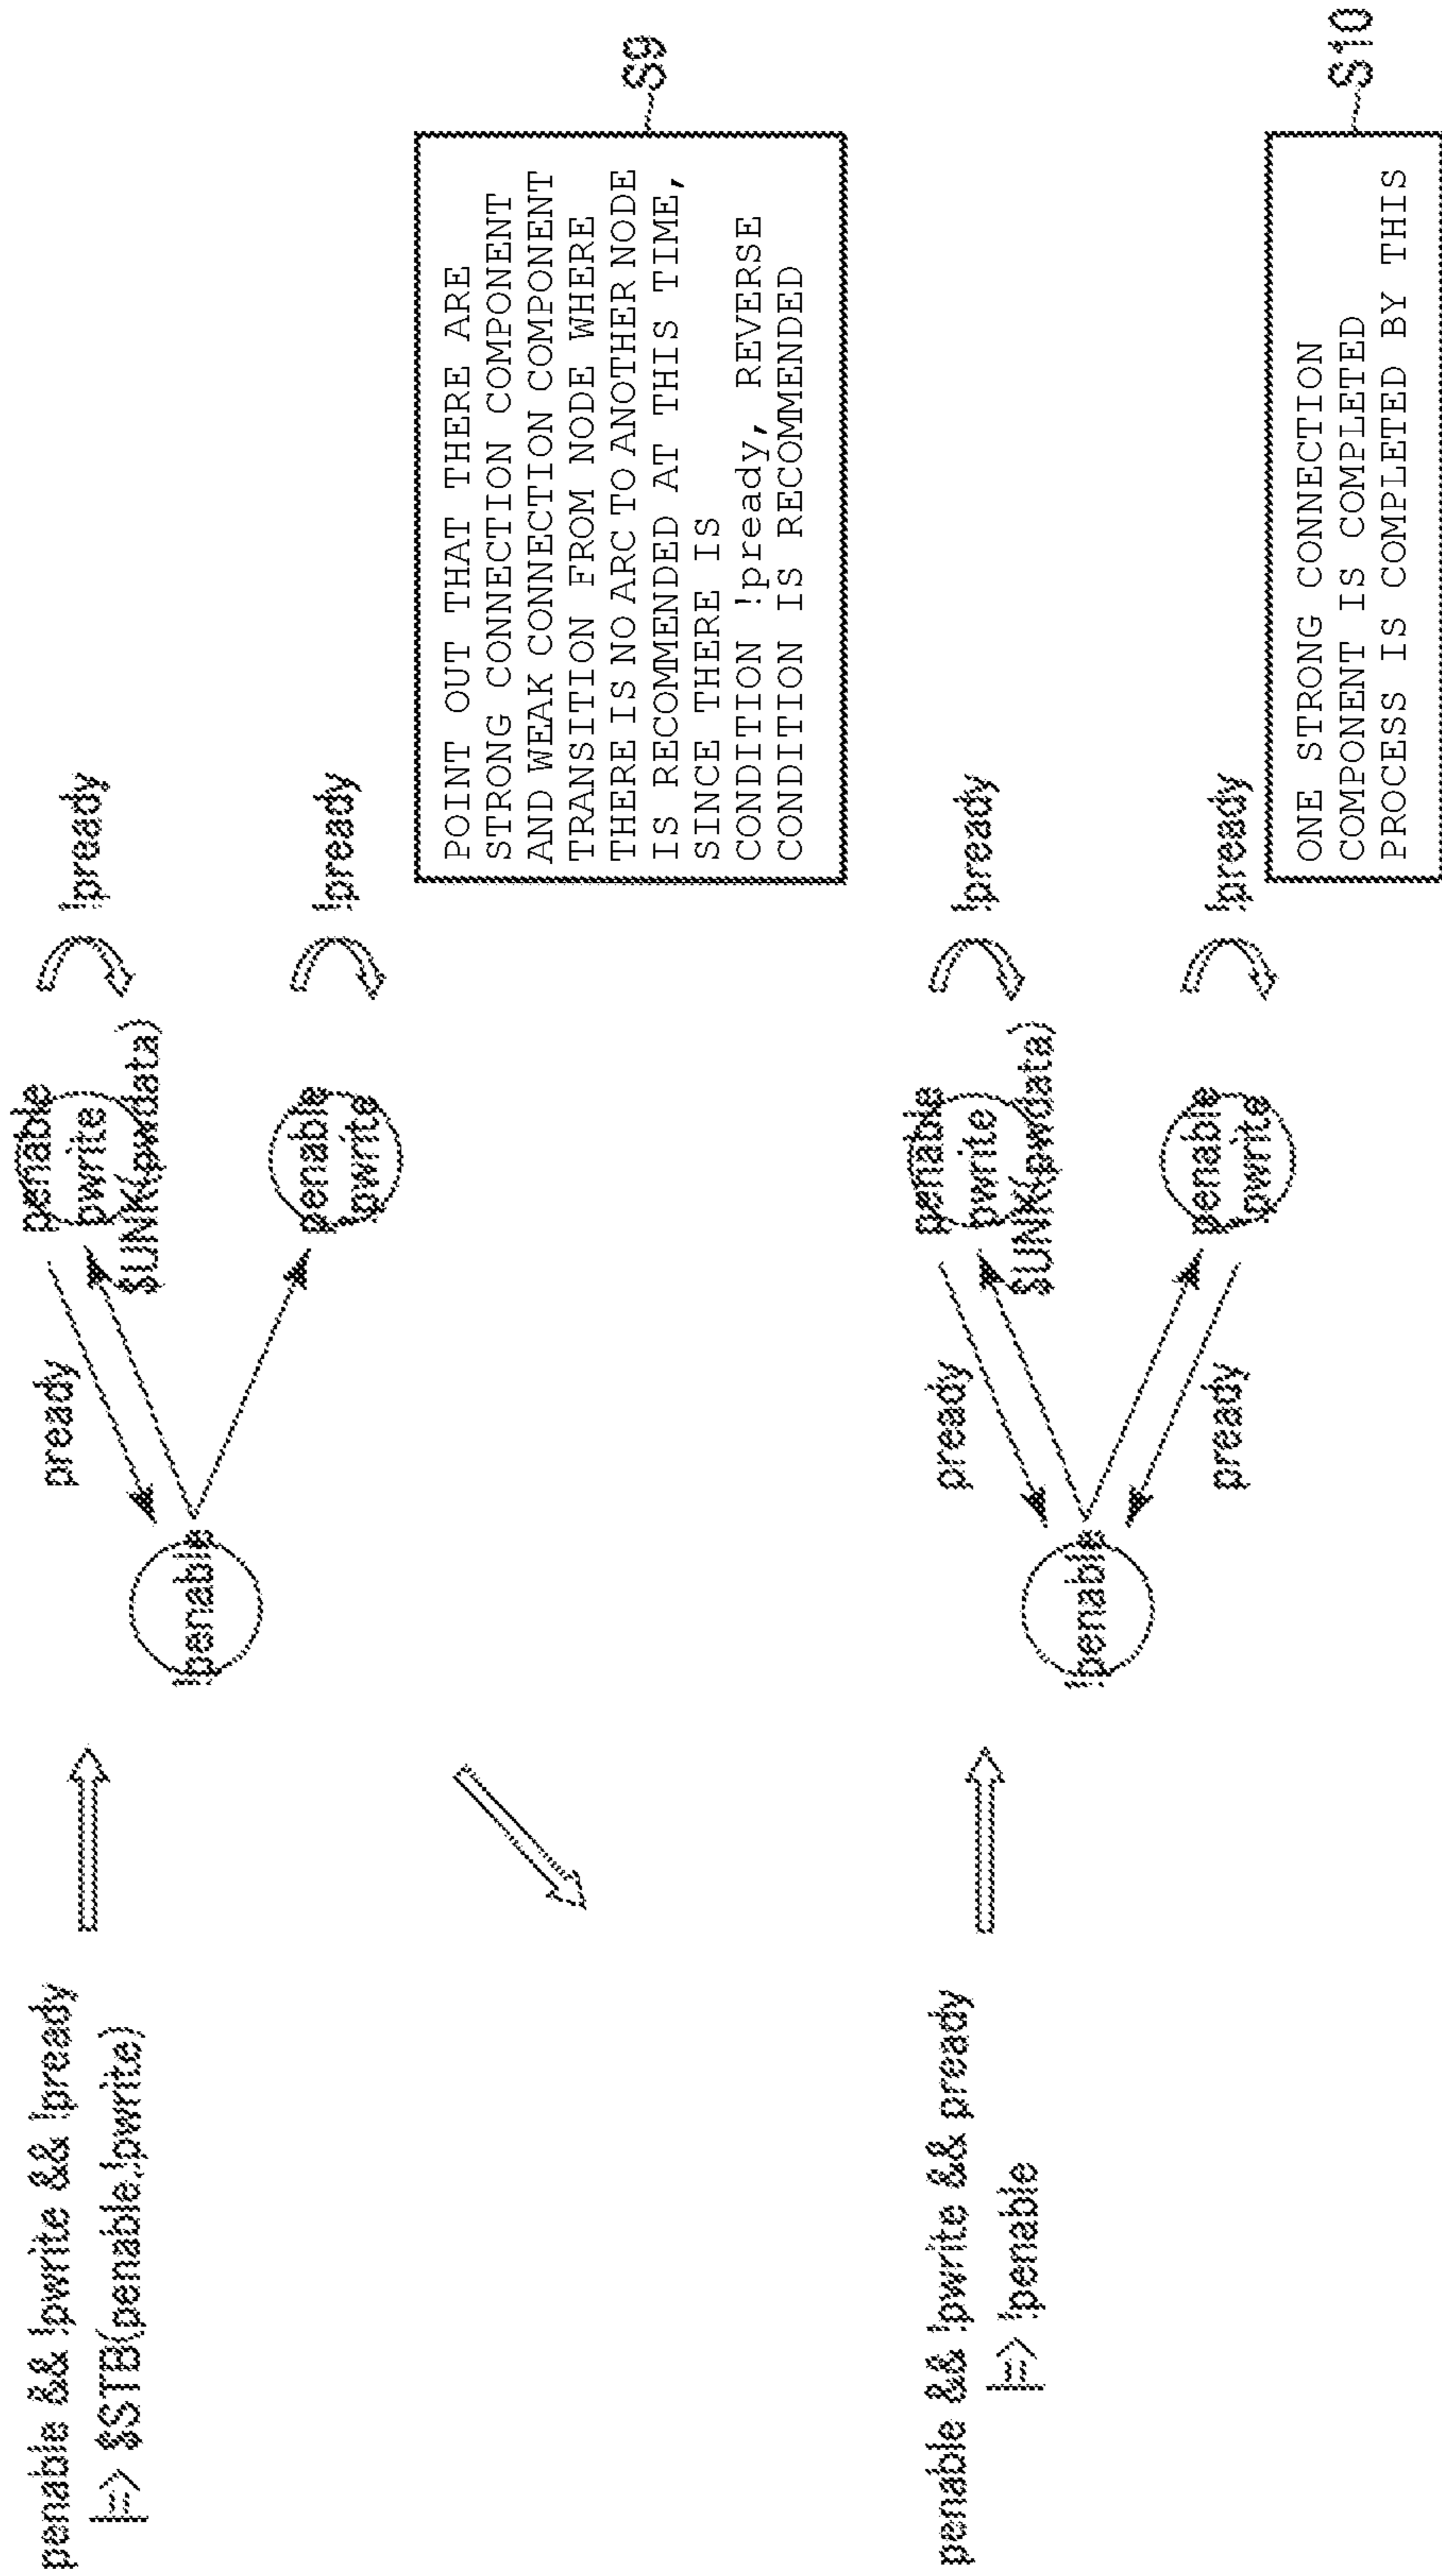 penable && !pwrite && !pready
|=> $STB(penable,!pwrite)
!penable
pready
penable
pwrite
$UNK(pwdata)
!pready
penable
!pwrite
!pready
POINT OUT THAT THERE ARE
STRONG CONNECTION COMPONENT
AND WEAK CONNECTION COMPONENT
TRANSITION FROM NODE WHERE
THERE IS NO ARC TO ANOTHER NODE
IS RECOMMENDED AT THIS TIME,
SINCE THERE IS
CONDITION !pready, REVERSE
CONDITION IS RECOMMENDED
S9
penable && !pwrite && pready
|=> !penable
!penable
pready
pready
penable
pwrite
$UNK(pwdata)
!pready
penable
!pwrite
!pready
ONE STRONG CONNECTION
COMPONENT IS COMPLETED
PROCESS IS COMPLETED BY THIS
S10